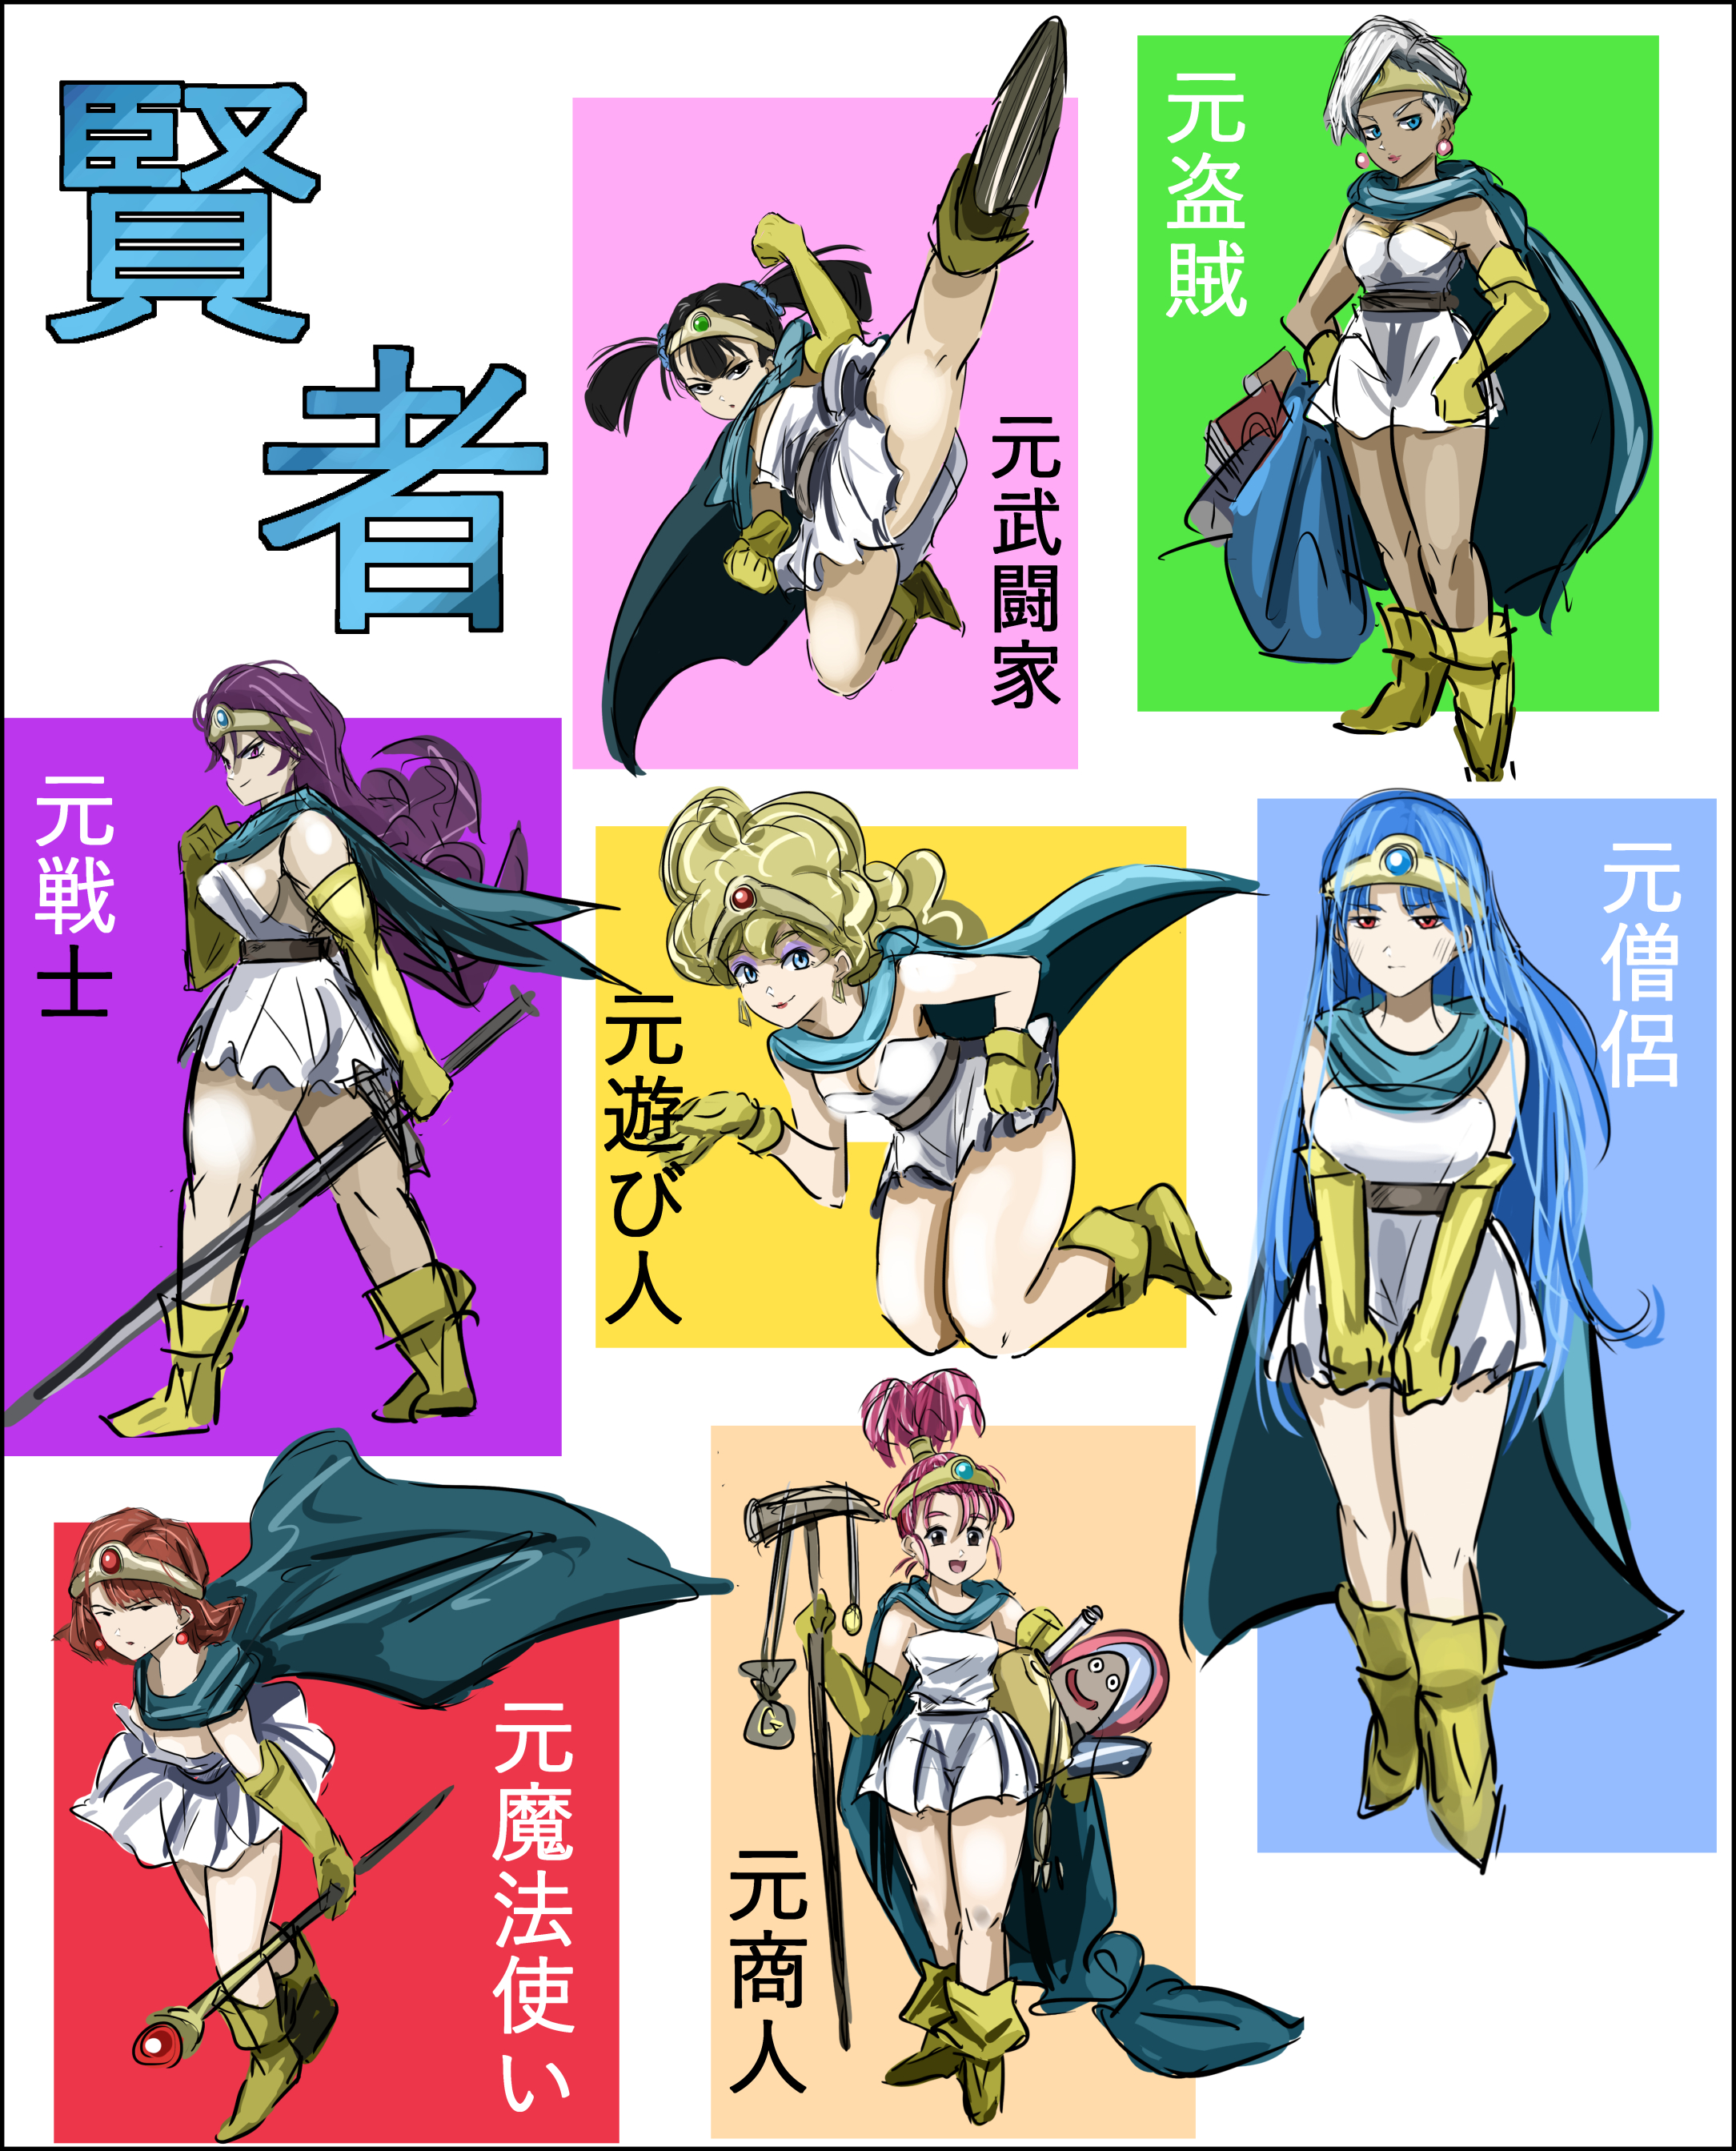 賢者
元武闘家
元盗賊
元戦士
元遊び人
元僧侶
元魔法使い
元商人